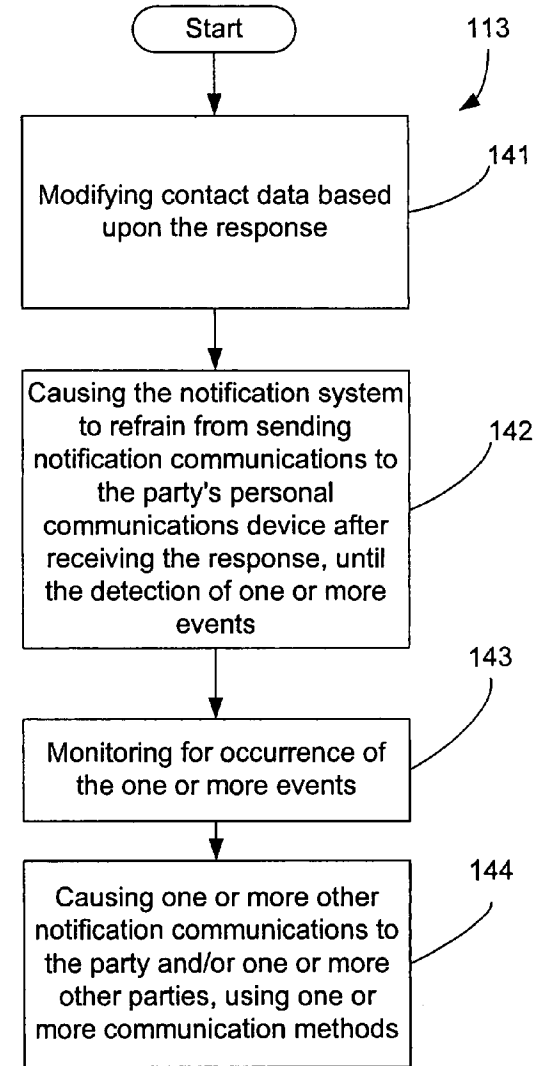 Start
113
141
Modifying contact data based
upon the response
Causing the notification system
to refrain from sending
notification communications to
the party's personal
communications device after
receiving the response, until
the detection of one or more
events
142
143
Monitoring for occurrence of
the one or more events
144
Causing one or more other
notification communications to
the party and/or one or more
other parties, using one or
more communication methods